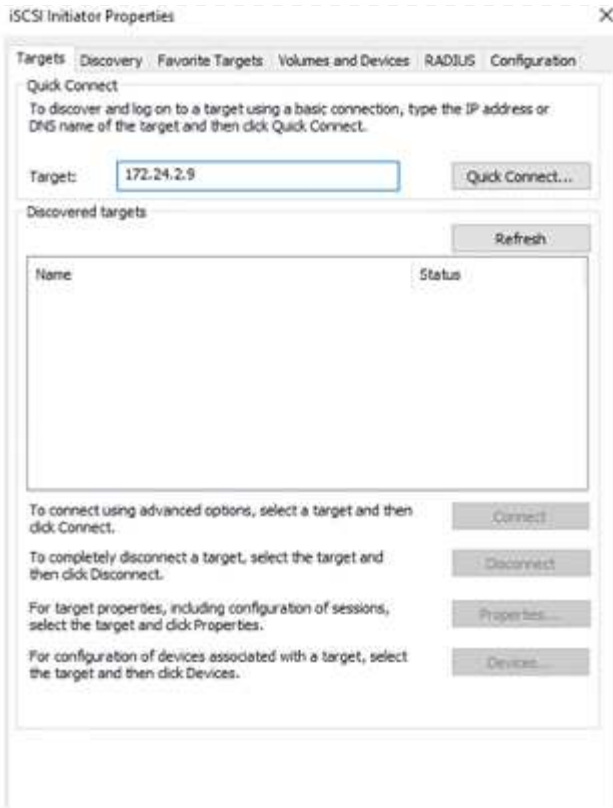 iSCSI Initiator Properties
Targets Discovery Favorite Targets Volumes and Devices RADIUS Configuration
Quick Connect
To discover and log on to a target using a basic connection, type the IP address or
DNS name of the target and then click Quick Connect.
Target: 172.24.2.9 Quick Connect...
Discovered targets
Refresh
Name Status
To connect using advanced options, select a target and then
click Connect.
Connect
To completely disconnect a target, select the target and
then click Disconnect.
Disconnect
For target properties, including configuration of sessions,
select the target and click Properties.
Properties...
For configuration of devices associated with a target, select
the target and then click Devices.
Devices...